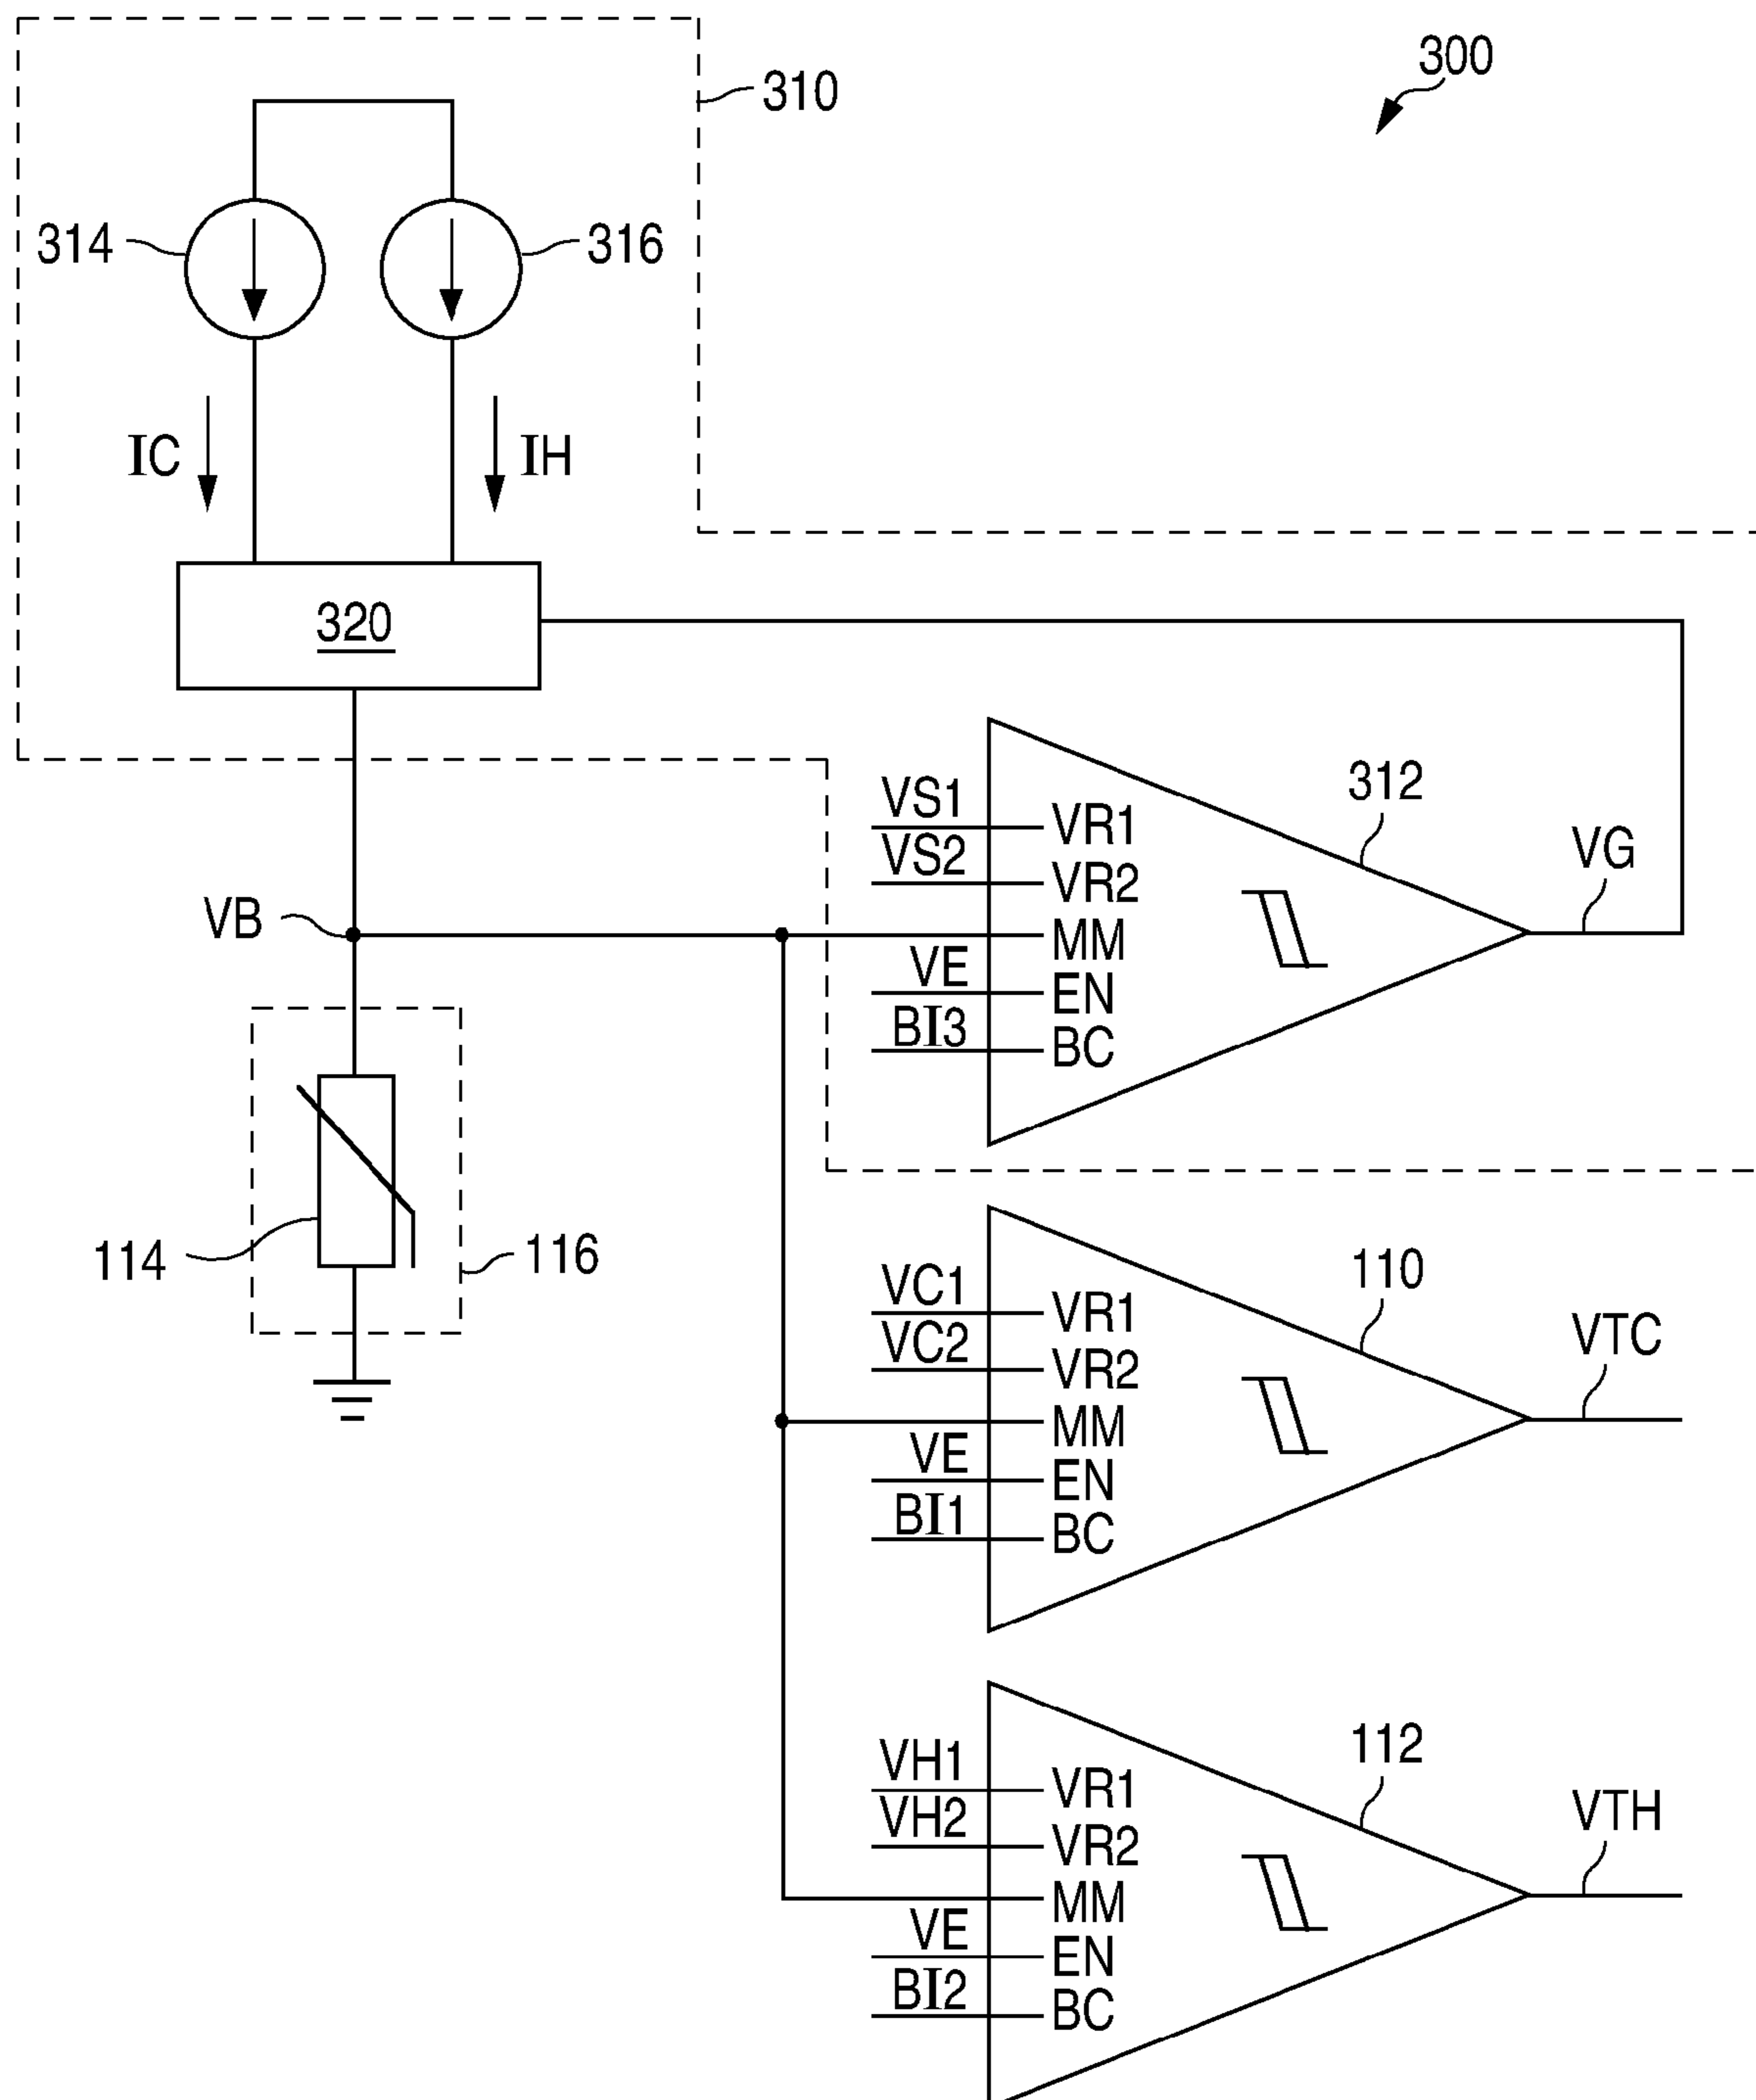 300
310
314
316
IC
IH
320
312
VS1
VR1
VS2
VR2
VG
VB
MM
VE
EN
BI3
BC
114
116
110
VC1
VR1
VC2
VR2
VTC
MM
VE
EN
BI1
BC
112
VH1
VR1
VH2
VR2
VTH
MM
VE
EN
BI2
BC